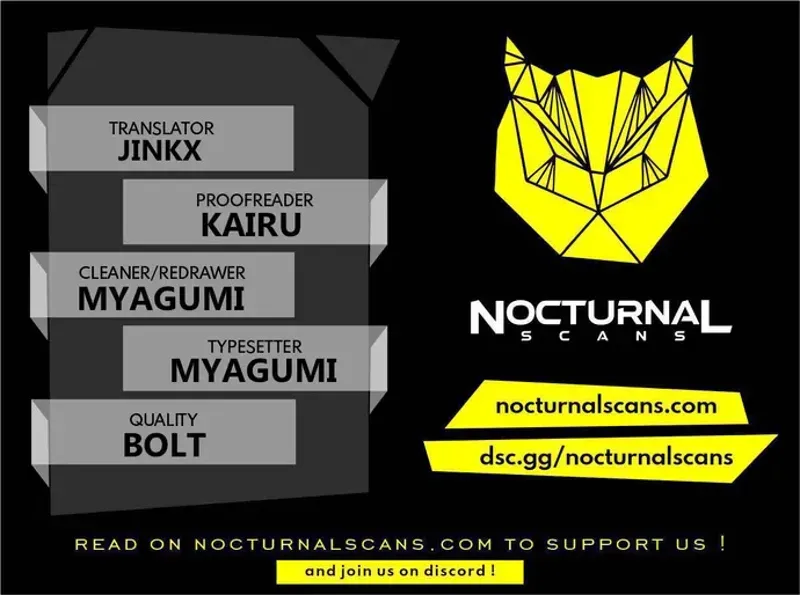 TRANSLATOR
JINKX
PROOFREADER
KAIRU
CLEANER/REDRAWER
MYAGUMI
TYPESETTER
MYAGUMI
QUALITY
BOLT
NOCTURNAL
SCANS
nocturnalscans.com
dsc.gg/nocturnalscans
READ ON NOCTURNALSCANS.COM TO SUPPORT US !
and join us on discord !